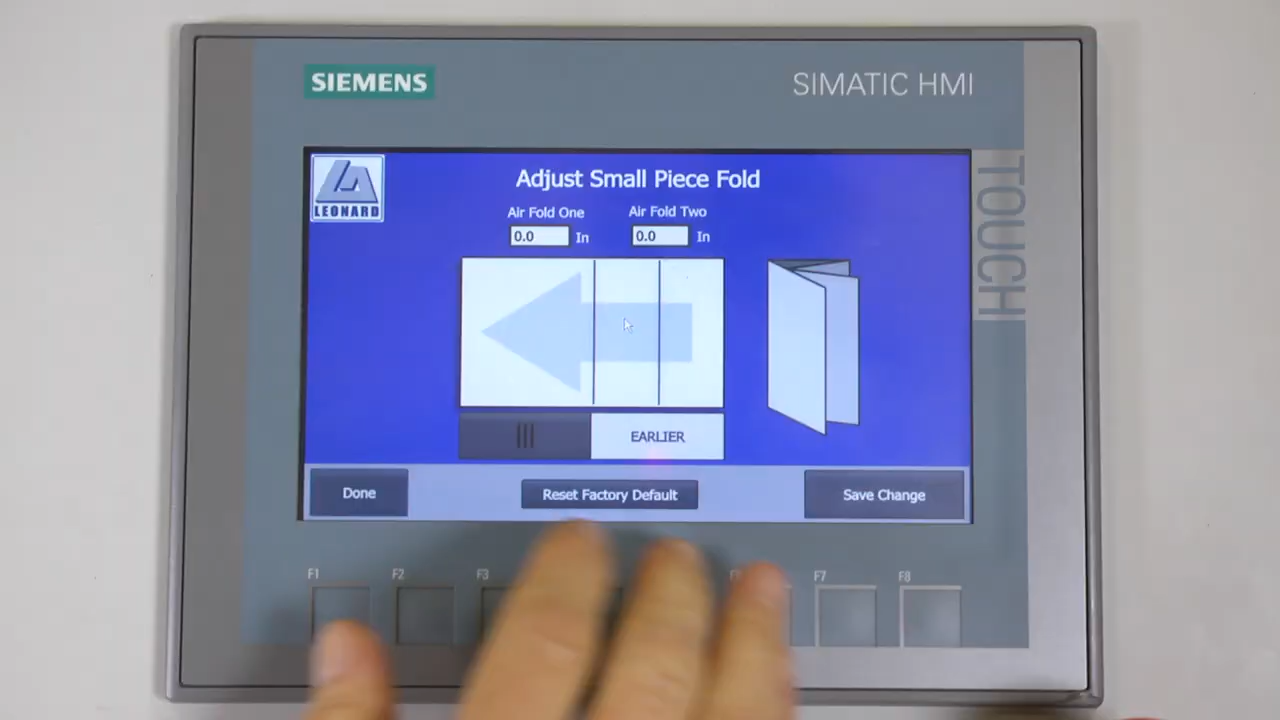 SIEMENS
SIMATIC HMI
TOUCH
LEONARD
Adjust Small Piece Fold
Air Fold One
Air Fold Two
0.0 In
0.0 In
EARLIER
Done
Reset Factory Default
Save Change
F1
F2
F3
F7
F8